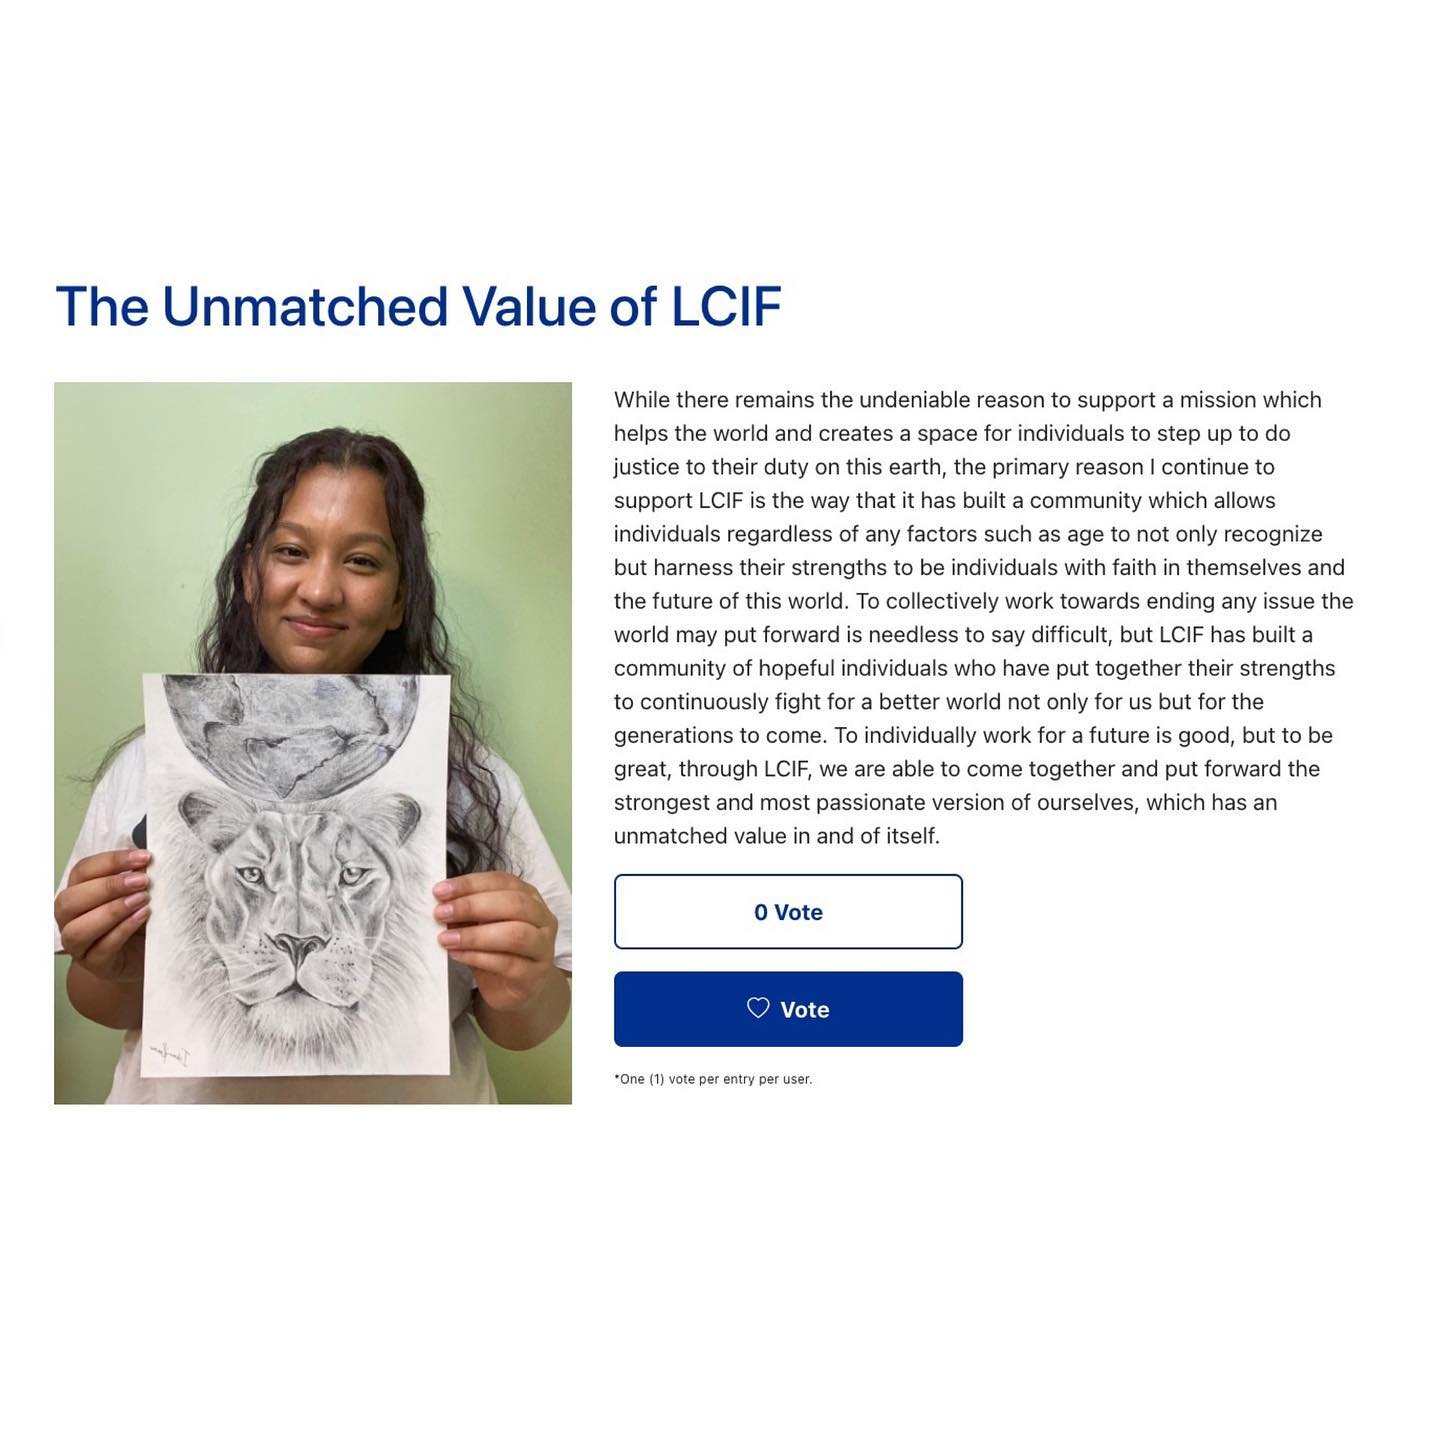 The Unmatched Value of LCIF
While there remains the undeniable reason to support a mission which
helps the world and creates a space for individuals to step up to do
justice to their duty on this earth, the primary reason I continue to
support LCIF is the way that it has built a community which allows
individuals regardless of any factors such as age to not only recognize
but harness their strengths to be individuals with faith in themselves and
the future of this world. To collectively work towards ending any issue the
world may put forward is needless to say difficult, but LCIF has built a
community of hopeful individuals who have put together their strengths
to continuously fight for a better world not only for us but for the
generations to come. To individually work for a future is good, but to be
great, through LCIF, we are able to come together and put forward the
strongest and most passionate version of ourselves, which has an
unmatched value in and of itself.
0 Vote
Vote
*One (1) vote per entry per user.